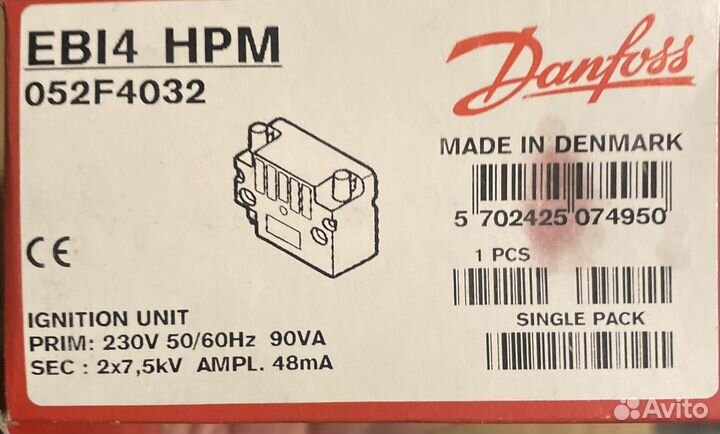 EBI4 HPM
052F4032
Danfoss
MADE IN DENMARK
5 702425 074950
1 PCS
SINGLE PACK
CE
IGNITION UNIT
PRIM: 230V 50/60Hz 90VA
SEC : 2x7,5kV AMPL. 48mA
Avito